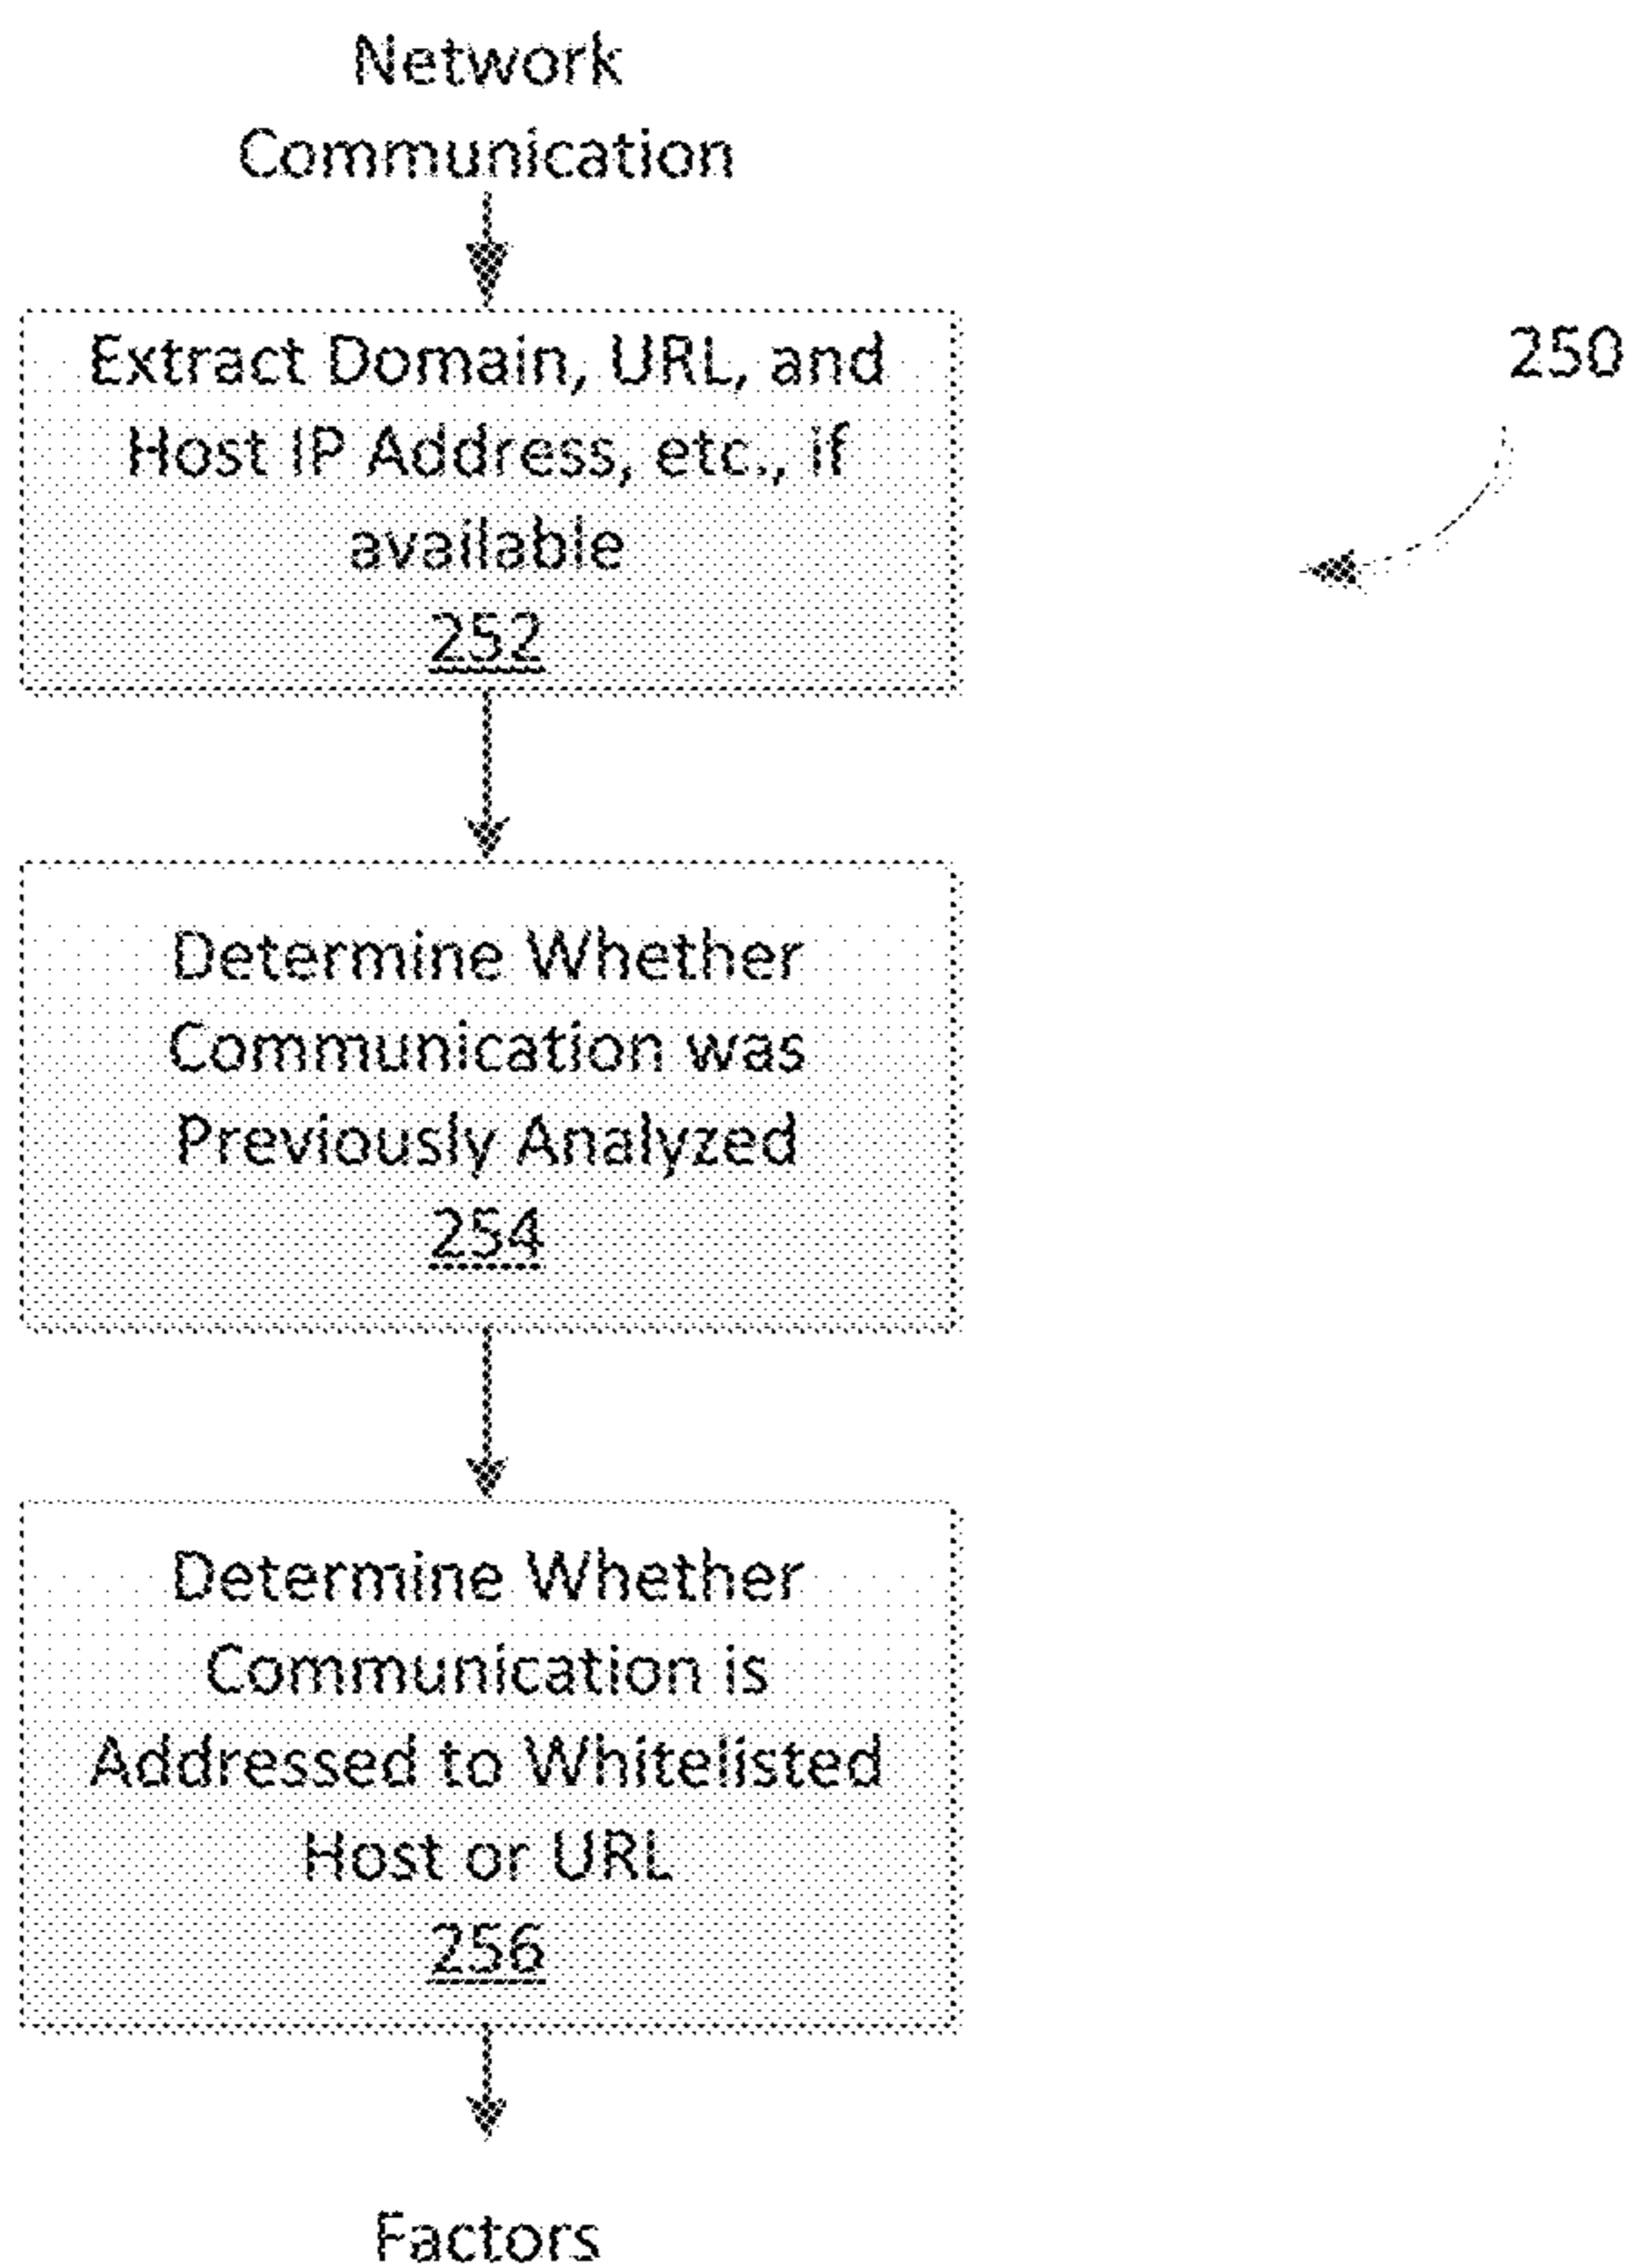 Network
Communication
Extract Domain, URL, and
Host IP Address, etc., if
available
252
250
Determine Whether
Communication was
Previously Analyzed
254
Determine Whether
Communication is
Addressed to Whitelisted
Host or URL
256
Factors